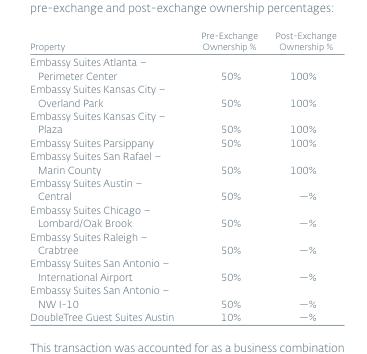 pre-exchange and post-exchange ownership percentages:
Pre-Exchange Post-Exchange
Property Ownership % Ownership %
Embassy Suites Atlanta –
Perimeter Center 50% 100%
Embassy Suites Kansas City –
Overland Park 50% 100%
Embassy Suites Kansas City –
Plaza 50% 100%
Embassy Suites Parsippany 50% 100%
Embassy Suites San Rafael –
Marin County 50% 100%
Embassy Suites Austin –
Central 50% —%
Embassy Suites Chicago –
Lombard/Oak Brook 50% —%
Embassy Suites Raleigh –
Crabtree 50% —%
Embassy Suites San Antonio –
International Airport 50% —%
Embassy Suites San Antonio –
NW I-10 50% —%
DoubleTree Guest Suites Austin 10% —%
This transaction was accounted for as a business combination